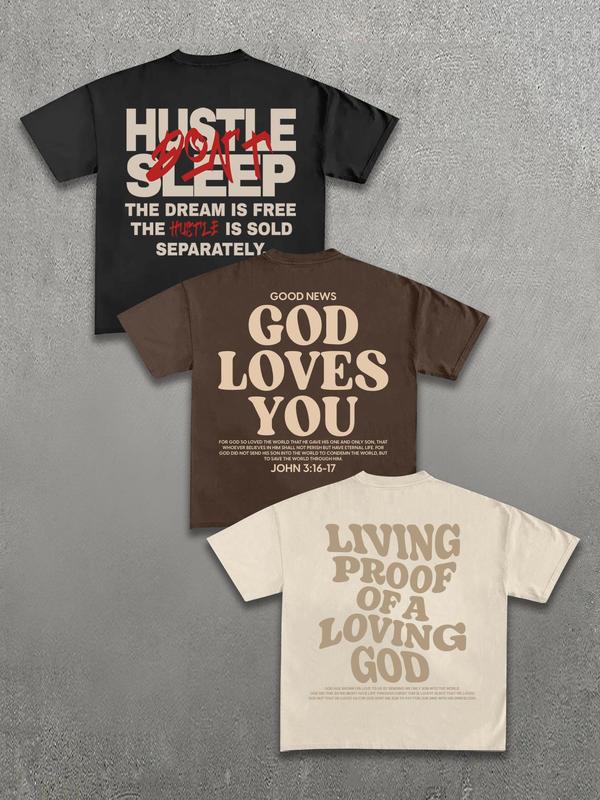 HUSTLE
DON'T
SLEEP
THE DREAM IS FREE
THE HUSTLE IS SOLD
SEPARATELY.
GOOD NEWS
GOD
LOVES
YOU
FOR GOD SO LOVED THE WORLD THAT HE GAVE HIS ONE AND ONLY SON, THAT
WHOEVER BELIEVES IN HIM SHALL NOT PERISH BUT HAVE ETERNAL LIFE. FOR
GOD DID NOT SEND HIS SON INTO THE WORLD TO CONDEMN THE WORLD, BUT
TO SAVE THE WORLD THROUGH HIM.
JOHN 3:16-17
LIVING
PROOF
OF A
LOVING
GOD